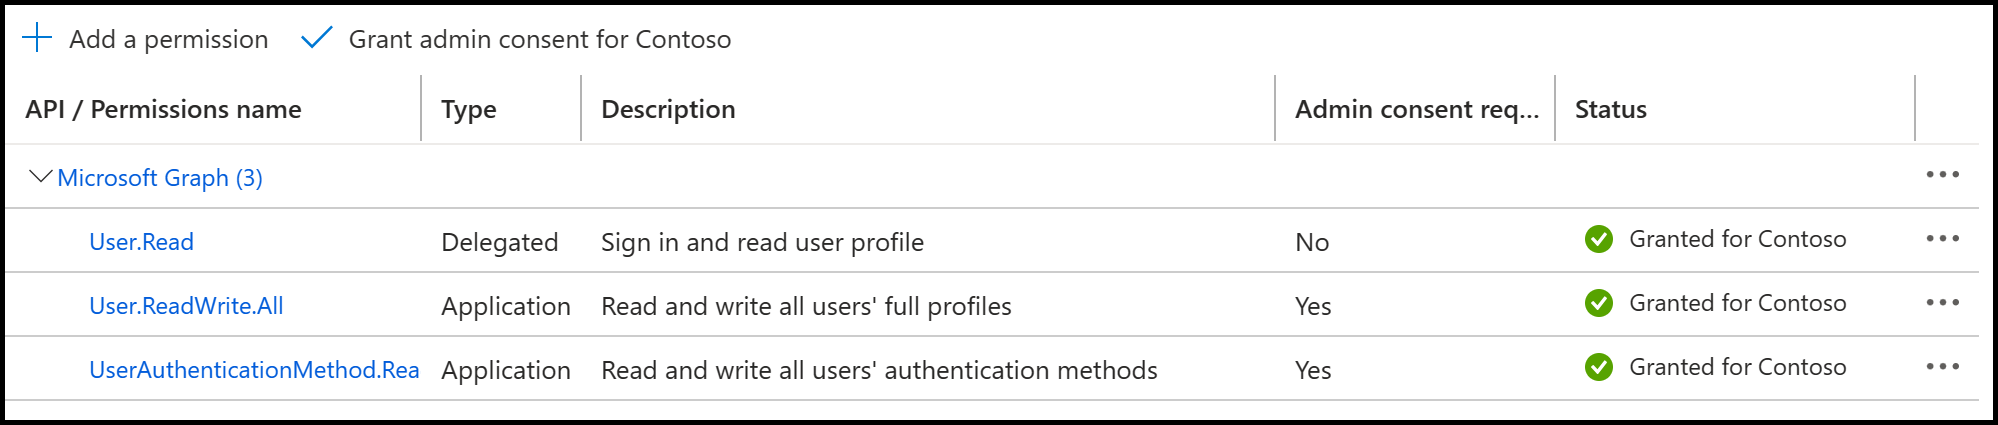 Add a permission Grant admin consent for Contoso
API / Permissions name Type Description Admin consent req... Status
Microsoft Graph (3)
User.Read Delegated Sign in and read user profile No Granted for Contoso
User.ReadWrite.All Application Read and write all users' full profiles Yes Granted for Contoso
UserAuthenticationMethod.Rea Application Read and write all users' authentication methods Yes Granted for Contoso